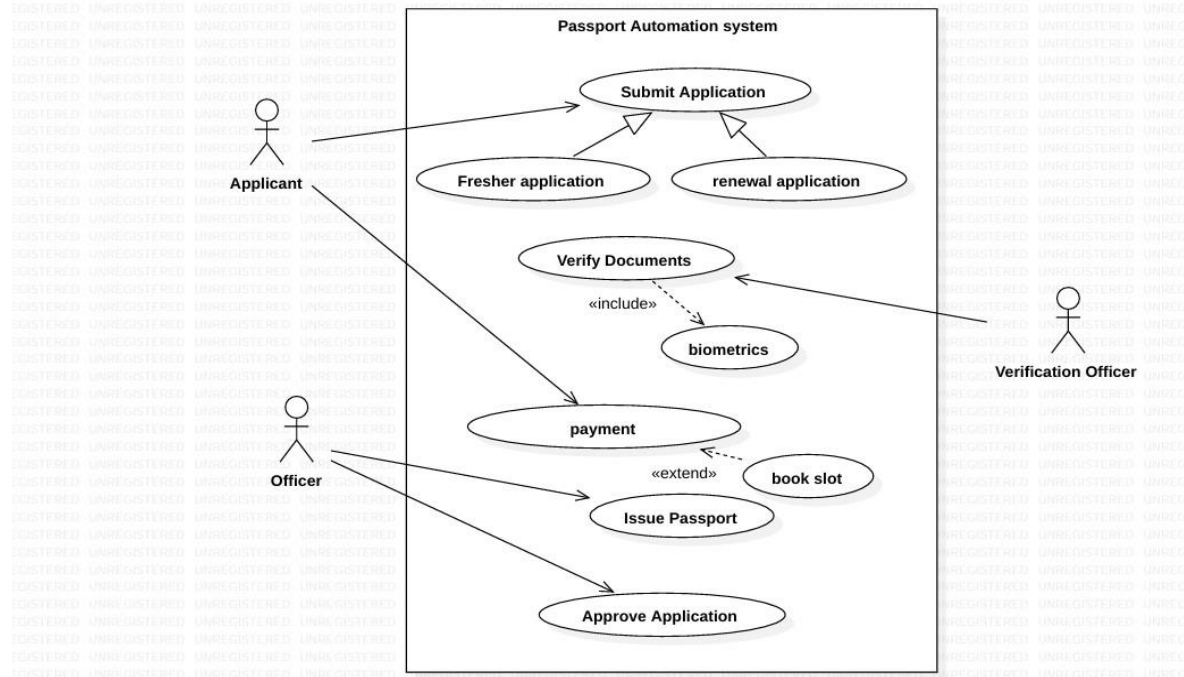 Passport Automation system
Submit Application
Applicant
Fresher application
renewal application
Verify Documents
«include»
biometrics
Verification Officer
payment
«extend»
book slot
Officer
Issue Passport
Approve Application
UNREGISTERED